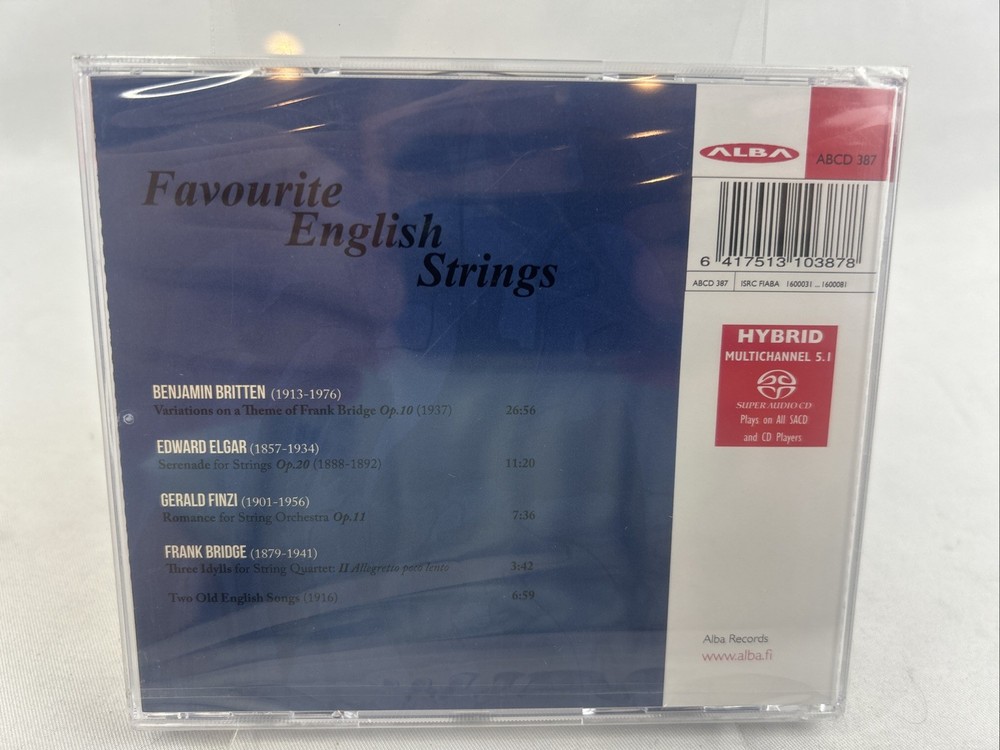 Favourite
English
Strings
BENJAMIN BRITTEN (1913-1976)
Variations on a Theme of Frank Bridge Op.10 (1937) 26:56
EDWARD ELGAR (1857-1934)
Serenade for Strings Op.20 (1888-1892) 11:20
GERALD FINZI (1901-1956)
Romance for String Orchestra Op.11 7:36
FRANK BRIDGE (1879-1941)
Three Idylls for String Quartet: II Allegretto poco lento 3:42
Two Old English Songs (1916) 6:59
ALBA
ABCD 387
6 417513 103878
ABCD 387 ISRC FIABA 1600031 ... 1600081
HYBRID
MULTICHANNEL 5.1
SUPER AUDIO CD
Plays on All SACD
and CD Players
Alba Records
www.alba.fi